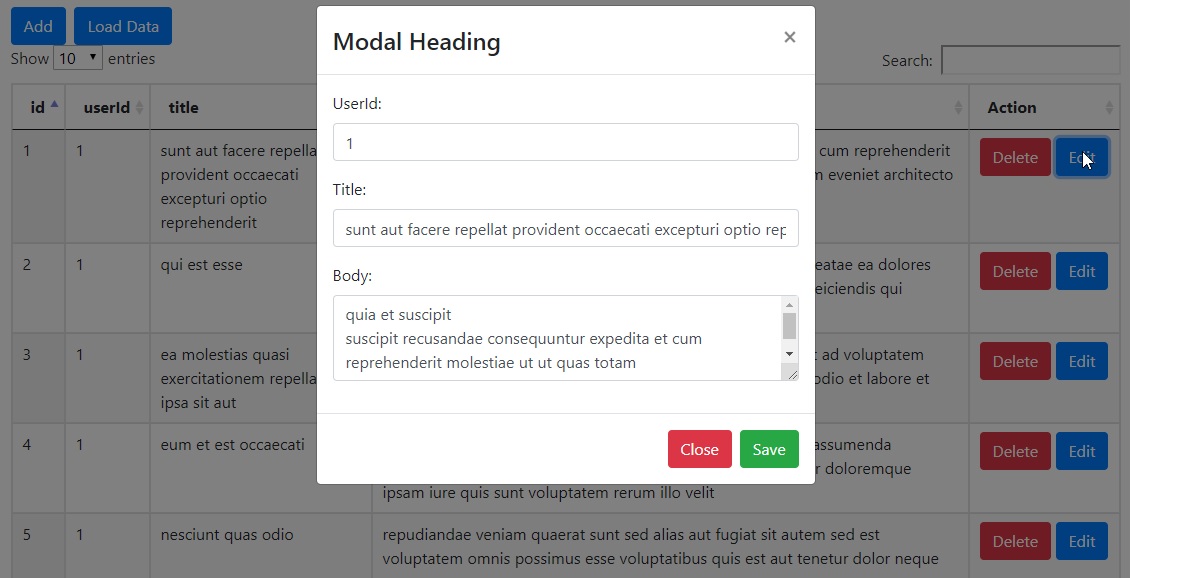 Add Load Data
Show 10 entries
Search:
id userId title Action
Modal Heading ×
UserId:
1
Title:
sunt aut facere repellat provident occaecati excepturi optio rep
Body:
quia et suscipit
suscipit recusandae consequuntur expedita et cum
reprehenderit molestiae ut ut quas totam
Close Save
1 1 sunt aut facere repella cum reprehenderit Delete Edit
provident occaecati eveniet architecto
excepturi optio
reprehenderit
2 1 qui est esse eatae ea dolores Delete Edit
eiciendis qui
3 1 ea molestias quasi ad voluptatem Delete Edit
exercitationem repella odio et labore et
ipsa sit aut
4 1 eum et est occaecati assumenda Delete Edit
r doloremque
ipsam iure quis sunt voluptatem rerum illo velit
5 1 nesciunt quas odio repudiandae veniam quaerat sunt sed alias aut fugiat sit autem sed est Delete Edit
voluptatem omnis possimus esse voluptatibus quis est aut tenetur dolor neque